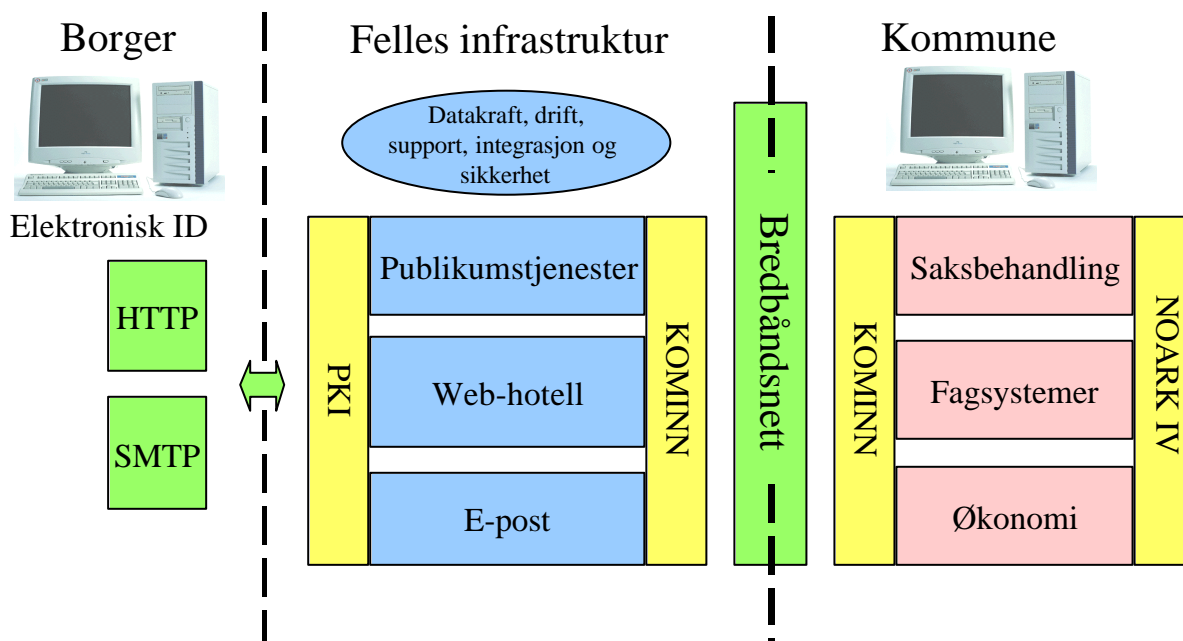 Borger
Felles infrastruktur
Kommune
Datakraft, drift,
support, integrasjon og
sikkerhet
Elektronisk ID
HTTP
SMTP
PKI
Publikumstjenester
Web-hotell
E-post
KOMINN
Bredbåndsnett
KOMINN
Saksbehandling
Fagsystemer
Økonomi
NOARK IV